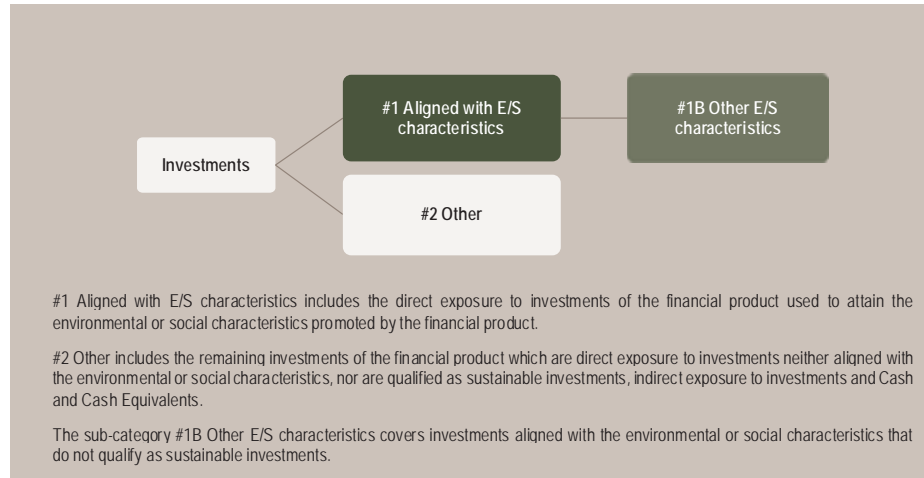 #1 Aligned with E/S
characteristics
#1B Other E/S
characteristics
Investments
#2 Other
#1 Aligned with E/S characteristics includes the direct exposure to investments of the financial product used to attain the
environmental or social characteristics promoted by the financial product.
#2 Other includes the remaining investments of the financial product which are direct exposure to investments neither aligned with
the environmental or social characteristics, nor are qualified as sustainable investments, indirect exposure to investments and Cash
and Cash Equivalents.
The sub-category #1B Other E/S characteristics covers investments aligned with the environmental or social characteristics that
do not qualify as sustainable investments.